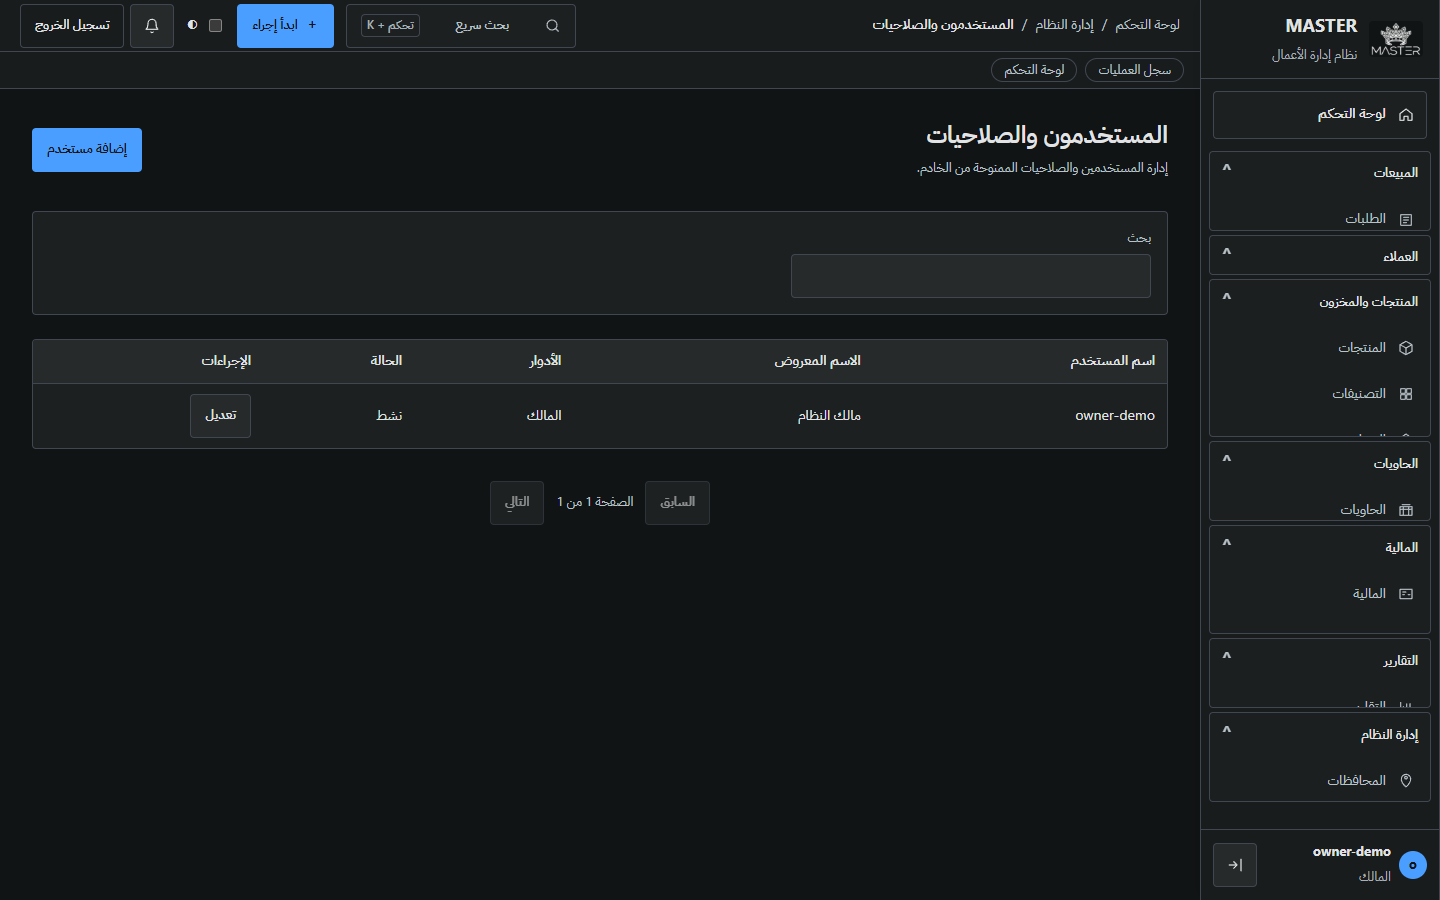 MASTER
MASTER
نظام إدارة الأعمال
لوحة التحكم / إدارة النظام / المستخدمون والصلاحيات
بحث سريع
تحكم + K
+ ابدأ إجراء
تسجيل الخروج
سجل العمليات
لوحة التحكم
لوحة التحكم
المبيعات
الطلبات
العملاء
المنتجات والمخزون
المنتجات
التصنيفات
الحاويات
الحاويات
المالية
المالية
التقارير
إدارة النظام
المحافظات
owner-demo
المالك
o
المستخدمون والصلاحيات
إدارة المستخدمين والصلاحيات الممنوحة من الخادم.
إضافة مستخدم
بحث
اسم المستخدم الاسم المعروض الأدوار الحالة الإجراءات
owner-demo مالك النظام المالك نشط تعديل
السابق الصفحة 1 من 1 التالي